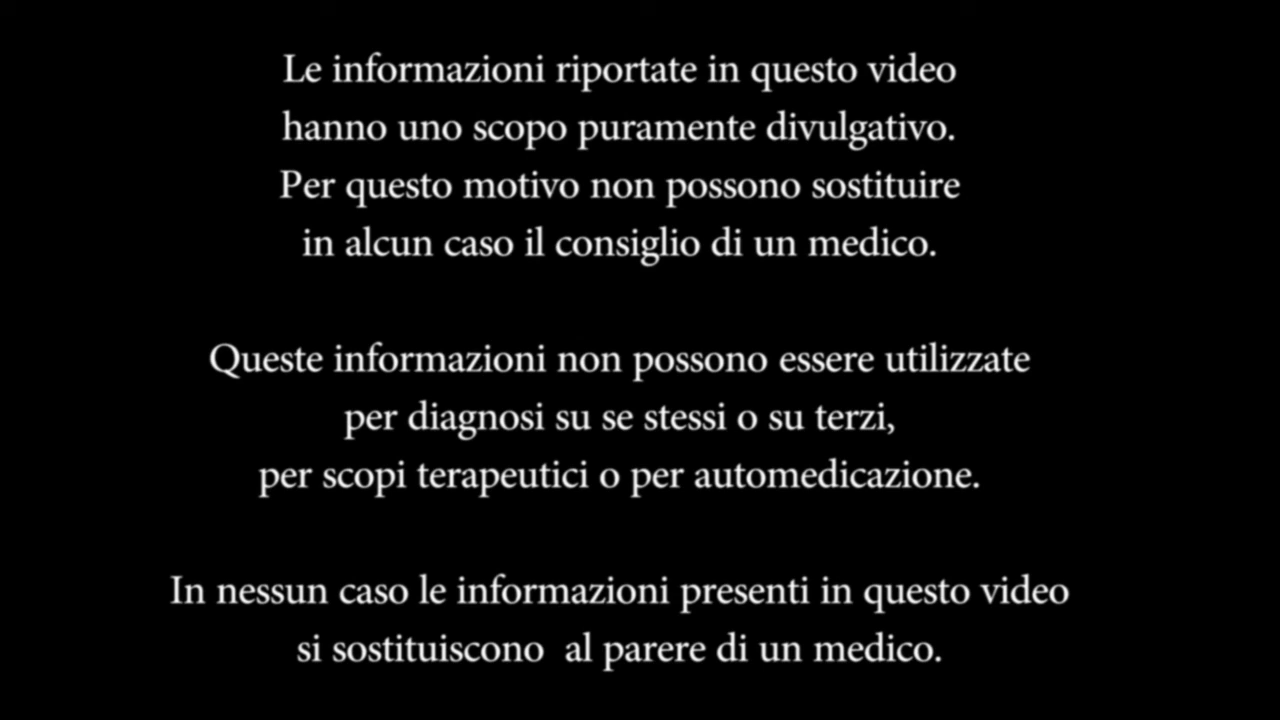 Le informazioni riportate in questo video
hanno uno scopo puramente divulgativo.
Per questo motivo non possono sostituire
in alcun caso il consiglio di un medico.
Queste informazioni non possono essere utilizzate
per diagnosi su se stessi o su terzi,
per scopi terapeutici o per automedicazione.
In nessun caso le informazioni presenti in questo video
si sostituiscono  al parere di un medico.